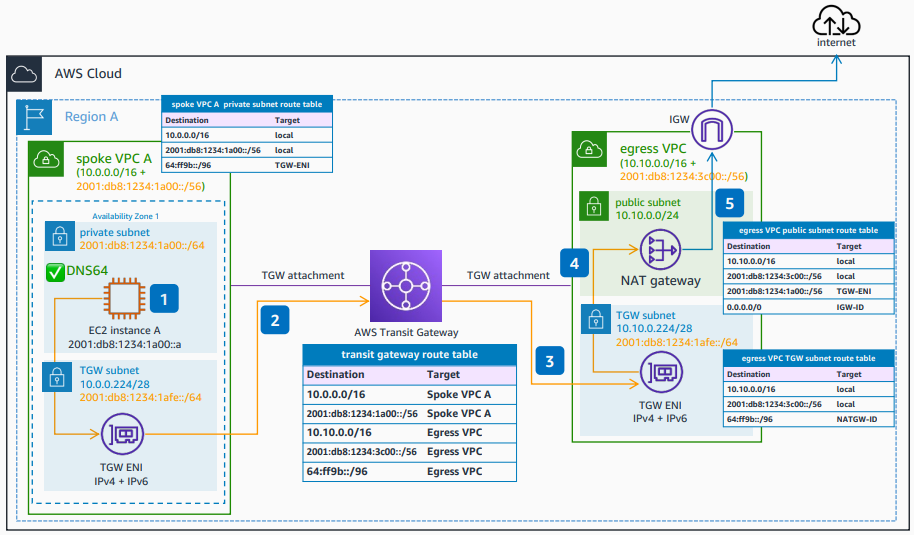 internet
AWS Cloud
Region A
spoke VPC A private subnet route table
Destination Target
10.0.0.0/16 local
2001:db8:1234:1a00::/56 local
64:ff9b::/96 TGW-ENI
spoke VPC A
(10.0.0.0/16 +
2001:db8:1234:1a00::/56)
Availability Zone 1
private subnet
2001:db8:1234:1a00::/64
DNS64
1
EC2 instance A
2001:db8:1234:1a00::a
TGW subnet
10.0.0.224/28
2001:db8:1234:1afe::/64
TGW ENI
IPv4 + IPv6
TGW attachment
2
AWS Transit Gateway
TGW attachment
3
transit gateway route table
Destination Target
10.0.0.0/16 Spoke VPC A
2001:db8:1234:1a00::/56 Spoke VPC A
10.10.0.0/16 Egress VPC
2001:db8:1234:3c00::/56 Egress VPC
64:ff9b::/96 Egress VPC
IGW
egress VPC
(10.10.0.0/16 +
2001:db8:1234:3c00::/56)
public subnet
10.10.0.0/24
5
4
NAT gateway
TGW subnet
10.10.0.224/28
2001:db8:1234:1afe::/64
TGW ENI
IPv4 + IPv6
egress VPC public subnet route table
Destination Target
10.10.0.0/16 local
2001:db8:1234:3c00::/56 local
2001:db8:1234:1a00::/56 TGW-ENI
0.0.0.0/0 IGW-ID
egress VPC TGW subnet route table
Destination Target
10.10.0.0/16 local
2001:db8:1234:3c00::/56 local
64:ff9b::/96 NATGW-ID